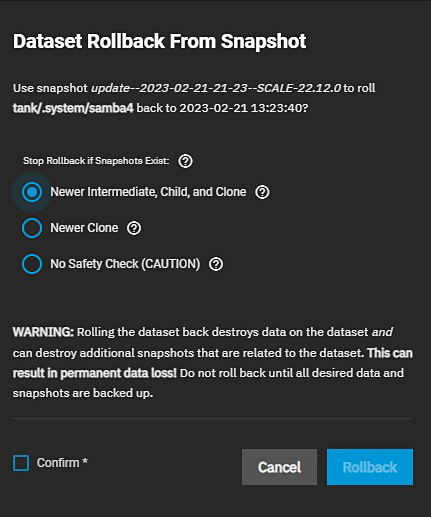 Dataset Rollback From Snapshot
Use snapshot update--2023-02-21-21-23--SCALE-22.12.0 to roll
tank/.system/samba4 back to 2023-02-21 13:23:40?
Stop Rollback if Snapshots Exist:
Newer Intermediate, Child, and Clone
Newer Clone
No Safety Check (CAUTION)
WARNING: Rolling the dataset back destroys data on the dataset and
can destroy additional snapshots that are related to the dataset. This can
result in permanent data loss! Do not roll back until all desired data and
snapshots are backed up.
Confirm *
Cancel
Rollback